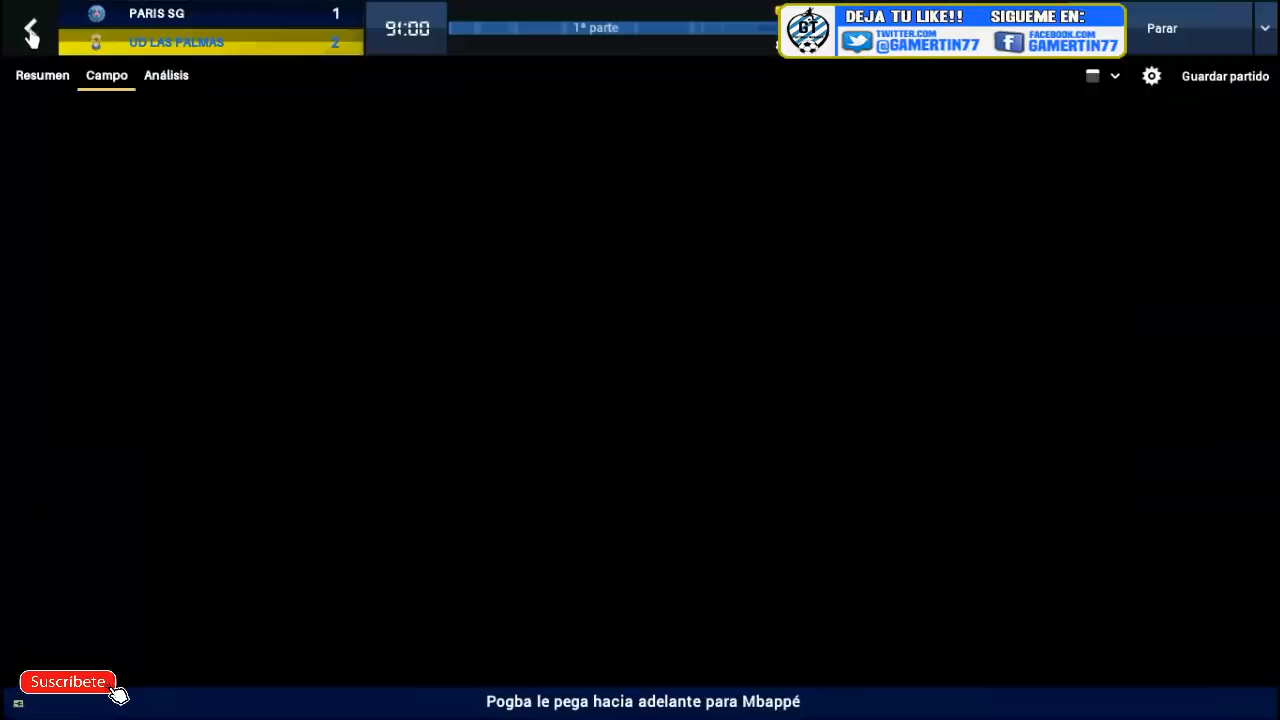 PARIS SG 1
UD LAS PALMAS 2
91:00
1ª parte
GT
DEJA TU LIKE!! SIGUEME EN:
TWITTER.COM
@GAMERTIN77
FACEBOOK.COM
GAMERTIN77
Parar
Resumen Campo Análisis
Guardar partido
Suscríbete
Pogba le pega hacia adelante para Mbappé